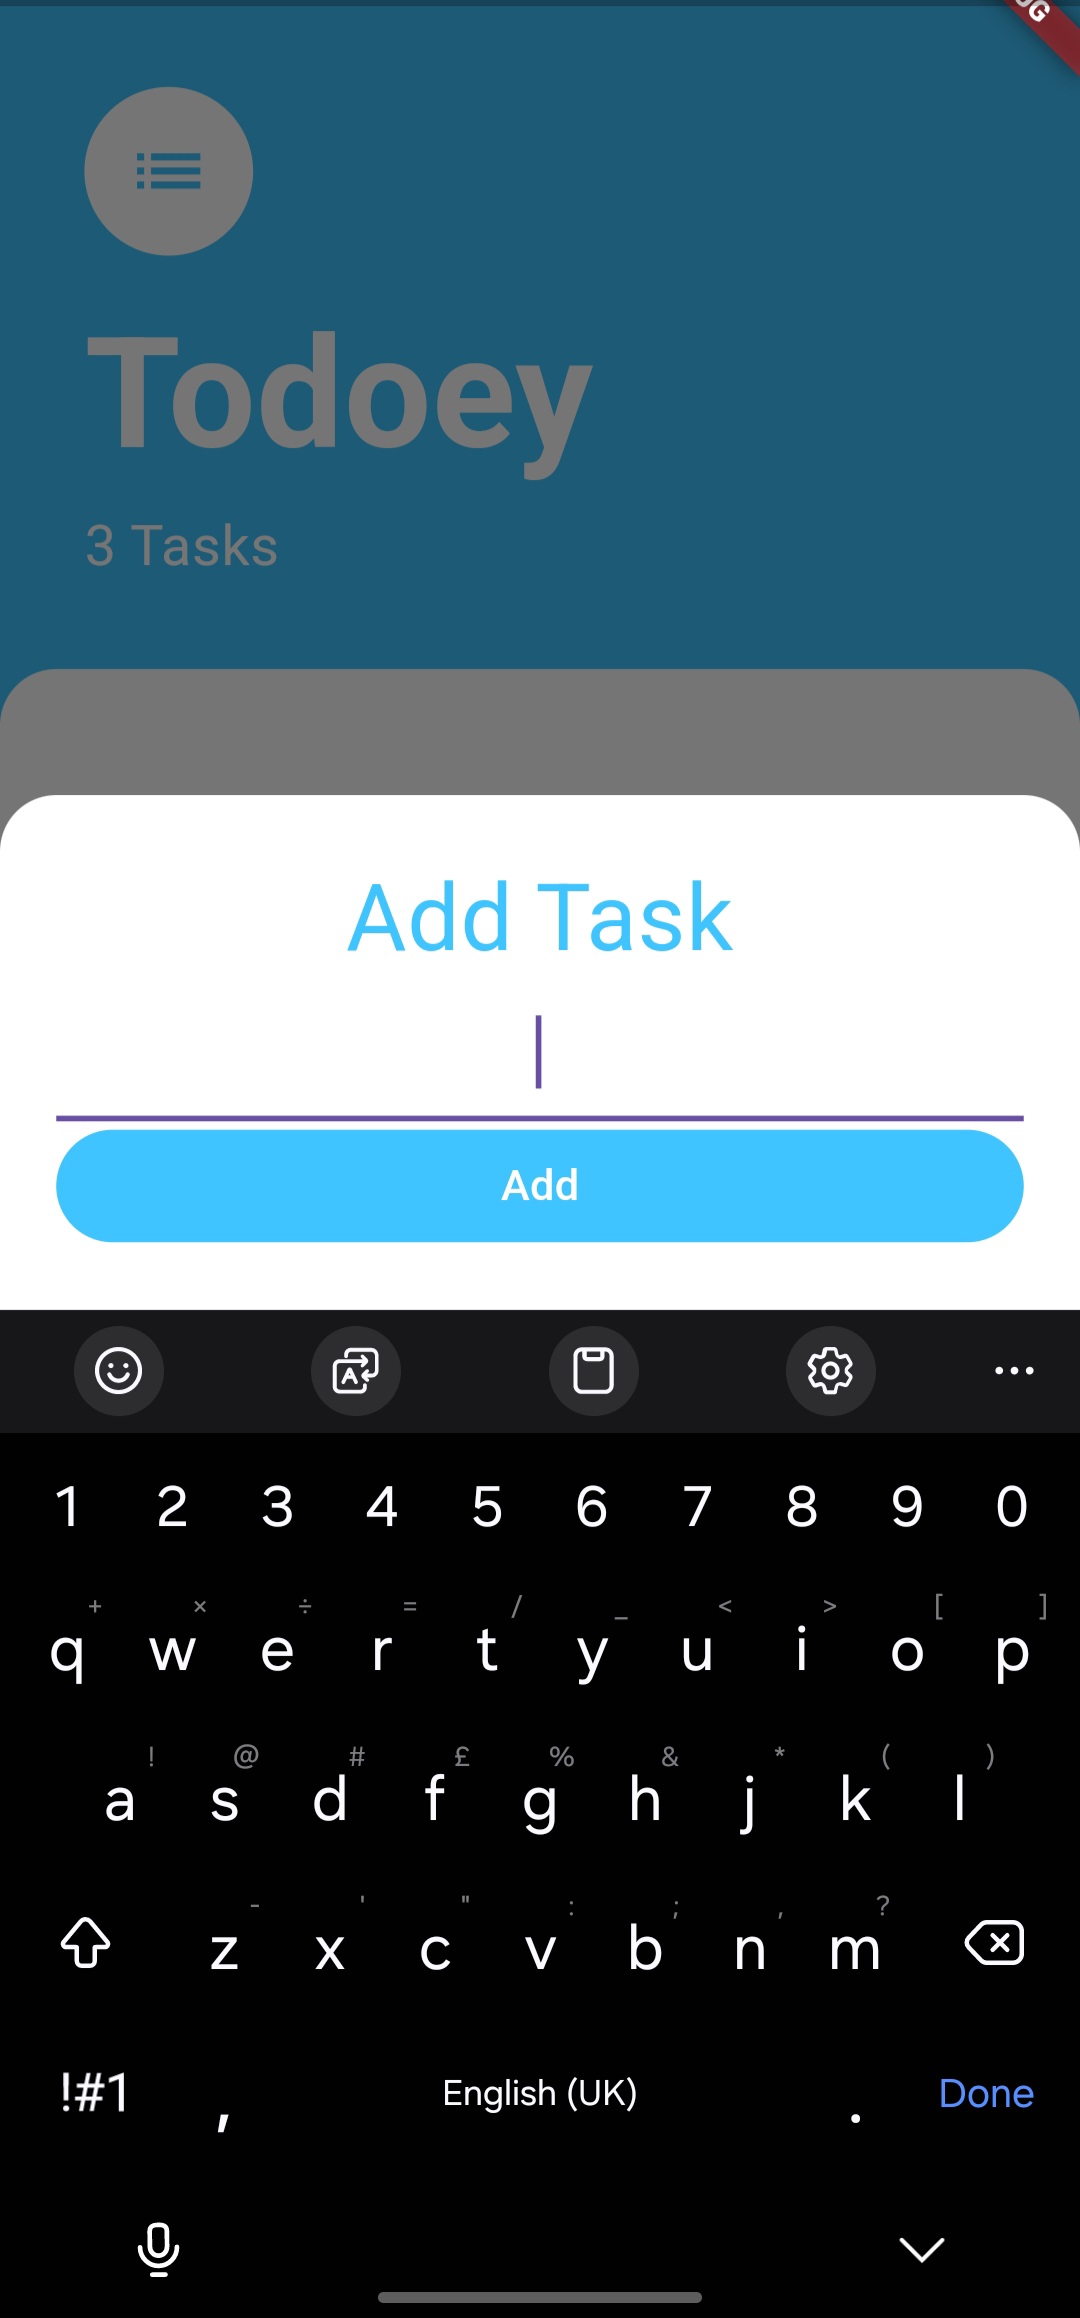 UG
Todoey
3 Tasks
Add Task
Add
1 2 3 4 5 6 7 8 9 0
+ × ÷ = / _ < > [ ]
q w e r t y u i o p
! @ # £ % & * ( )
a s d f g h j k l
- ' " : ; , ?
z x c v b n m
!#1 , English (UK) . Done